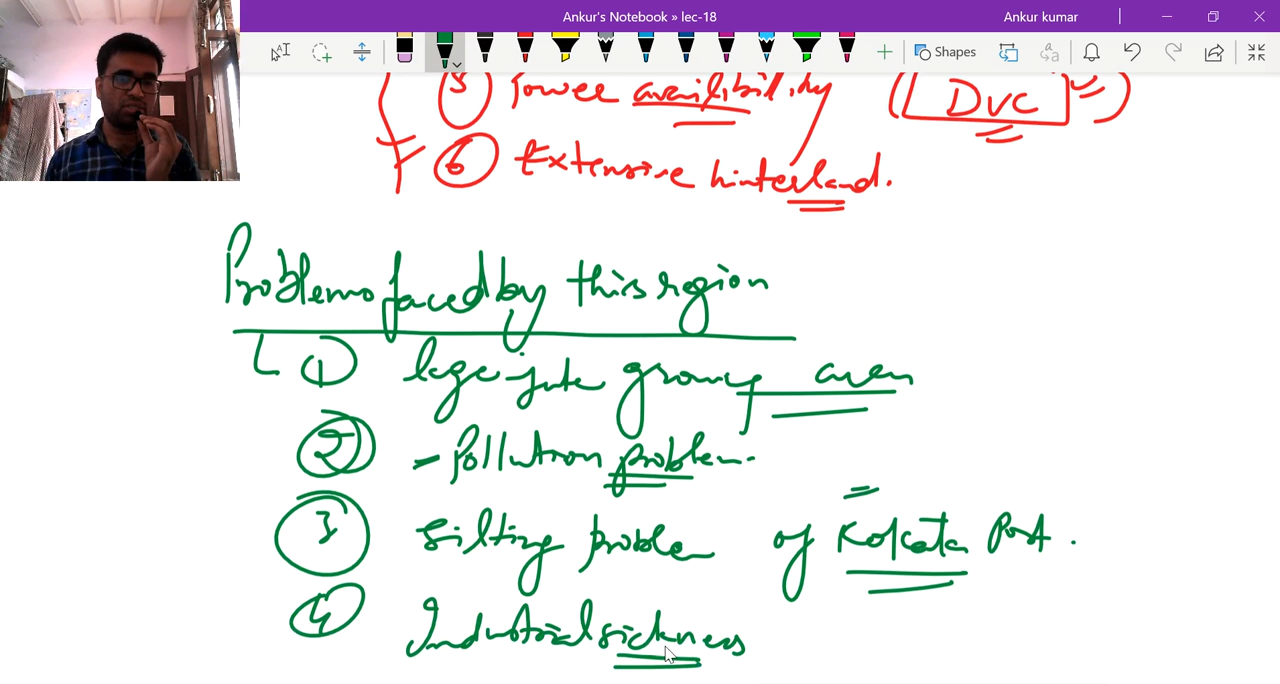 Ankur's Notebook » lec-18
Ankur kumar
Shapes
5 Power availibility (DVC)
6 Extensive hinterland.
Problems faced by this region
1 large jute growing area
2 - Pollution problem.
3 Silting problem of Kolkata Port.
4 Industrial sickness